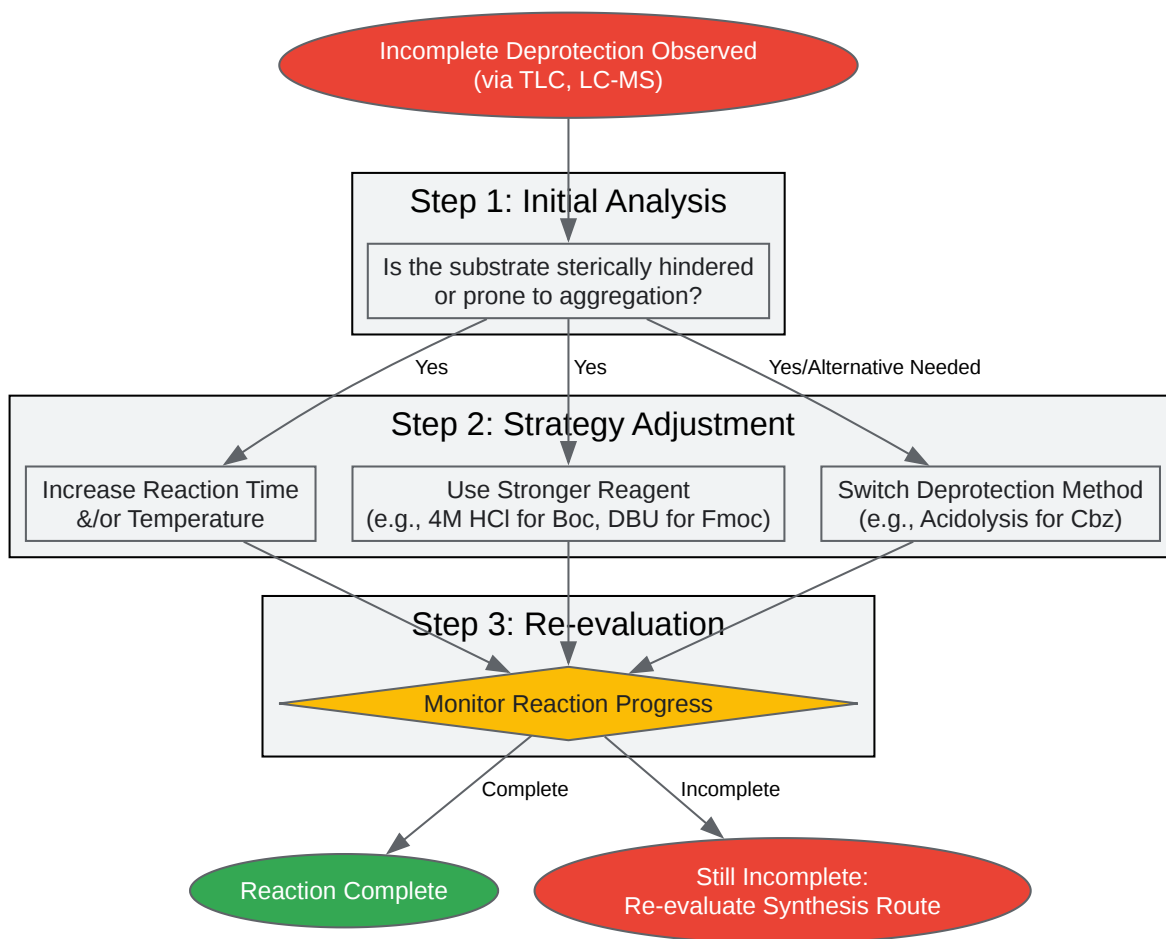 Incomplete Deprotection Observed
(via TLC, LC-MS)
Step 1: Initial Analysis
Is the substrate sterically hindered
or prone to aggregation?
Yes
Yes
Yes/Alternative Needed
Step 2: Strategy Adjustment
Increase Reaction Time
&/or Temperature
Use Stronger Reagent
(e.g., 4M HCl for Boc, DBU for Fmoc)
Switch Deprotection Method
(e.g., Acidolysis for Cbz)
Step 3: Re-evaluation
Monitor Reaction Progress
Complete
Incomplete
Reaction Complete
Still Incomplete:
Re-evaluate Synthesis Route